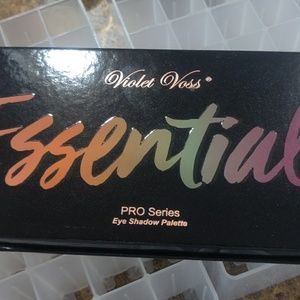 Violet Voss®
Essential
PRO Series
Eye Shadow Palette